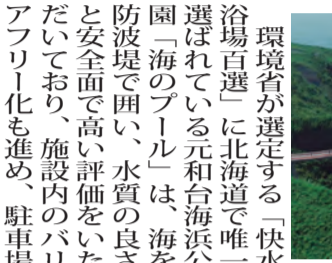 環境省が選定する「快水
浴場百選」に北海道で唯一
選ばれている元和台海浜公
園「海のプール」は、海を
防波堤で囲い、水質の良さ
と安全面で高い評価をいた
だいており、施設内のバリ
アフリー化も進め、駐車場